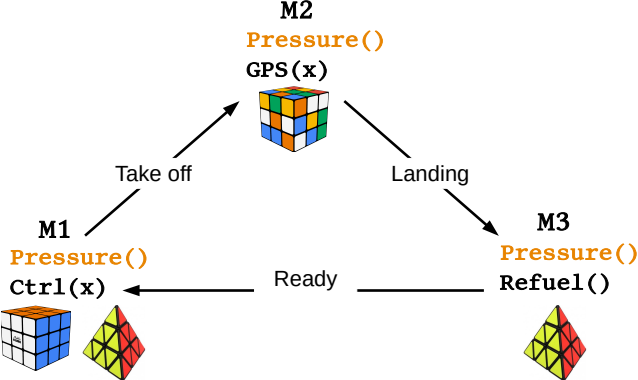 M2
Pressure()
GPS(x)
Take off
Landing
M1
Pressure()
Ctrl(x)
Ready
M3
Pressure()
Refuel()